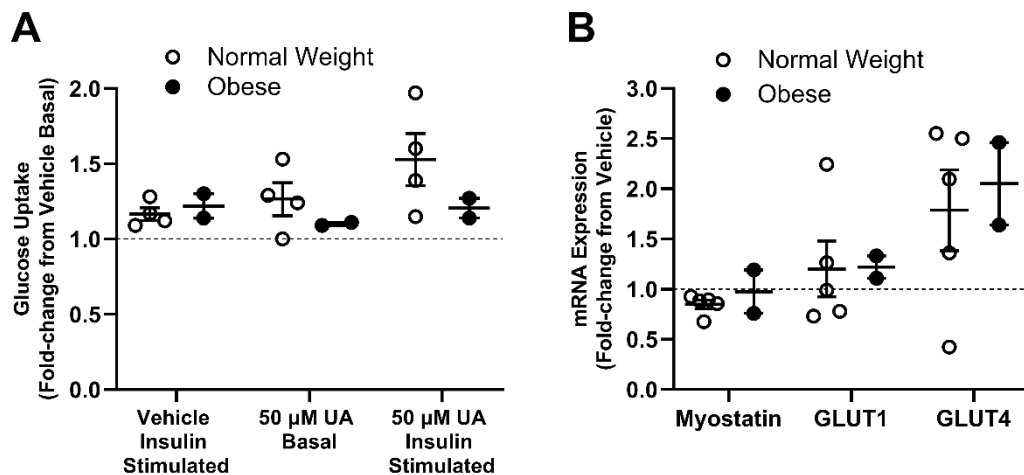 A
Normal Weight
Obese
Glucose Uptake
(Fold-change from Vehicle Basal)
2.0
1.5
1.0
0.5
0.0
Vehicle
Insulin
Stimulated
50 µM UA
Basal
50 µM UA
Insulin
Stimulated
B
Normal Weight
Obese
mRNA Expression
(Fold-change from Vehicle)
3.0
2.5
2.0
1.5
1.0
0.5
0.0
Myostatin
GLUT1
GLUT4